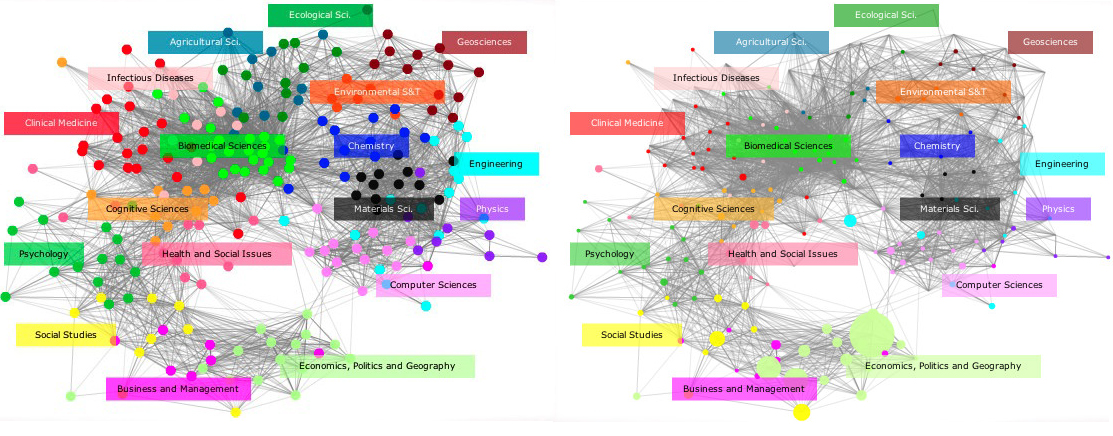 Ecological Sci.
Agricultural Sci.
Geosciences
Infectious Diseases
Environmental S&T
Clinical Medicine
Biomedical Sciences
Chemistry
Engineering
Cognitive Sciences
Materials Sci.
Physics
Psychology
Health and Social Issues
Computer Sciences
Social Studies
Economics, Politics and Geography
Business and Management
Ecological Sci.
Agricultural Sci.
Geosciences
Infectious Diseases
Environmental S&T
Clinical Medicine
Biomedical Sciences
Chemistry
Engineering
Cognitive Sciences
Materials Sci.
Physics
Psychology
Health and Social Issues
Computer Sciences
Social Studies
Economics, Politics and Geography
Business and Management